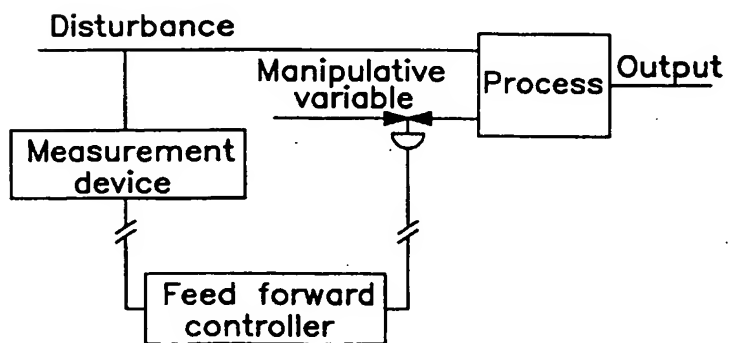 Disturbance
Manipulative
variable
Process
Output
Measurement
device
Feed forward
controller